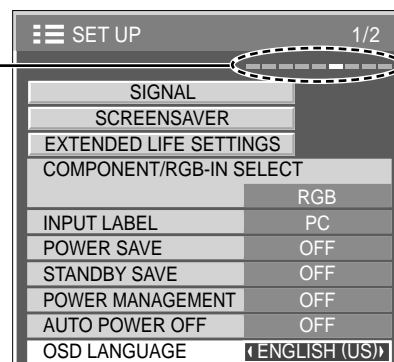 SET UP 1/2
SIGNAL
SCREENSAVER
EXTENDED LIFE SETTINGS
COMPONENT/RGB-IN SELECT
RGB
INPUT LABEL PC
POWER SAVE OFF
STANDBY SAVE OFF
POWER MANAGEMENT OFF
AUTO POWER OFF OFF
OSD LANGUAGE ENGLISH (US)